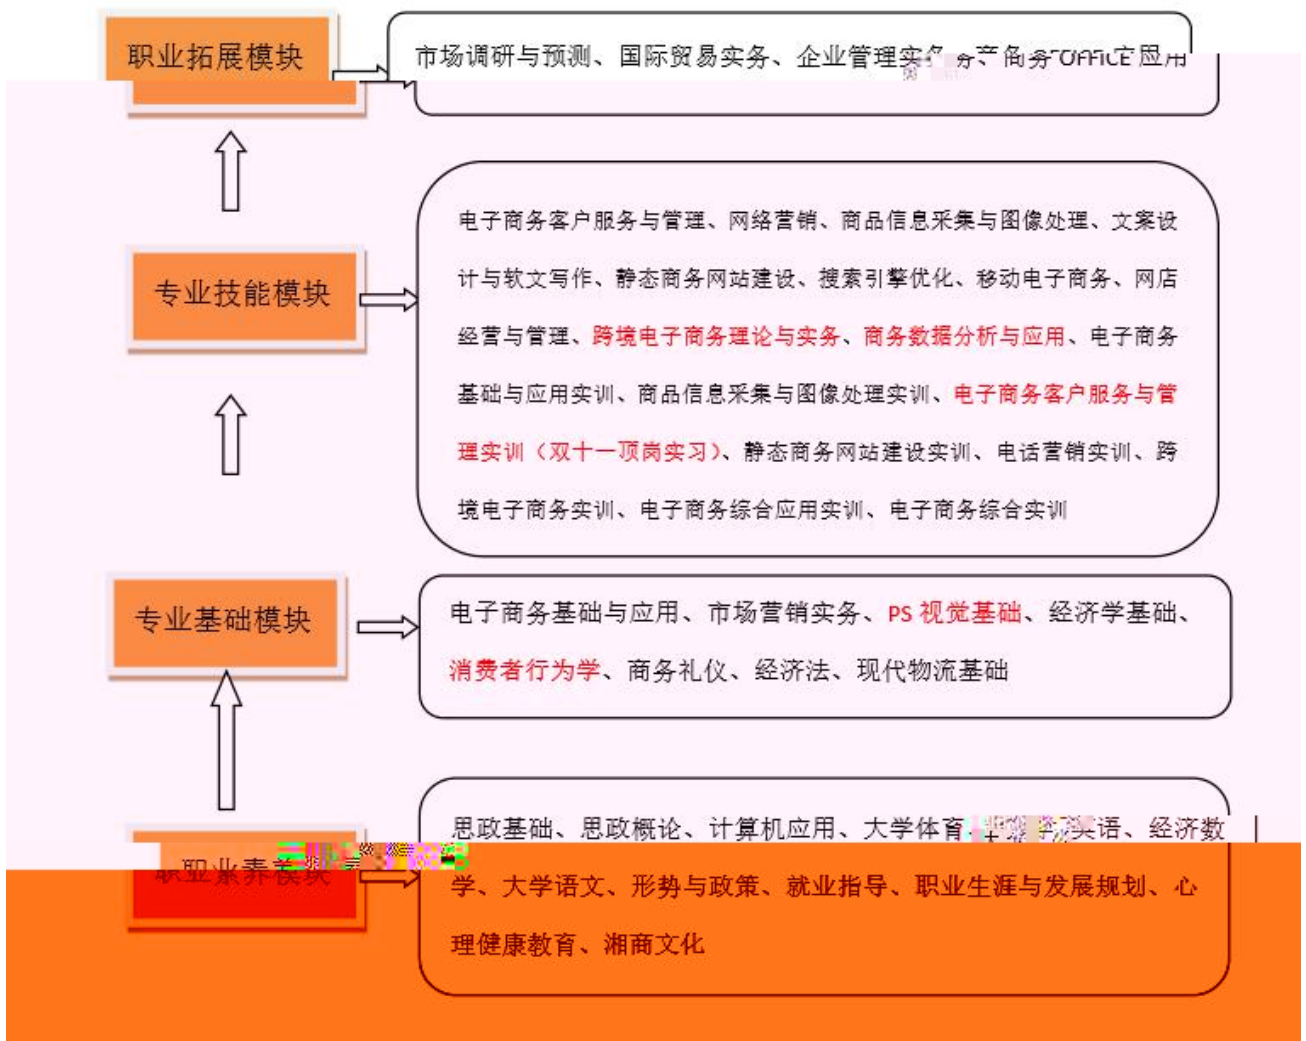 职业拓展模块
市场调研与预测、国际贸易实务、企业管理实务、商务 OFFICE 应用
专业技能模块
电子商务客户服务与管理、网络营销、商品信息采集与图像处理、文案设
计与软文写作、静态商务网站建设、搜索引擎优化、移动电子商务、网店
经营与管理、跨境电子商务理论与实务、商务数据分析与应用、电子商务
基础与应用实训、商品信息采集与图像处理实训、电子商务客户服务与管
理实训（双十一顶岗实习）、静态商务网站建设实训、电话营销实训、跨
境电子商务实训、电子商务综合应用实训、电子商务综合实训
专业基础模块
电子商务基础与应用、市场营销实务、PS 视觉基础、经济学基础、
消费者行为学、商务礼仪、经济法、现代物流基础
职业素养模块
思政基础、思政概论、计算机应用、大学体育、英语、经济数
学、大学语文、形势与政策、就业指导、职业生涯与发展规划、心
理健康教育、湘商文化